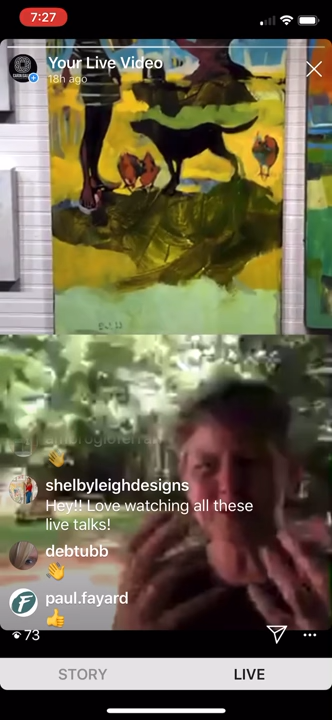 7:27
Your Live Video
18h ago
shelbyleighdesigns
Hey!! Love watching all these
live talks!
debtubb
paul.fayard
73
STORY
LIVE